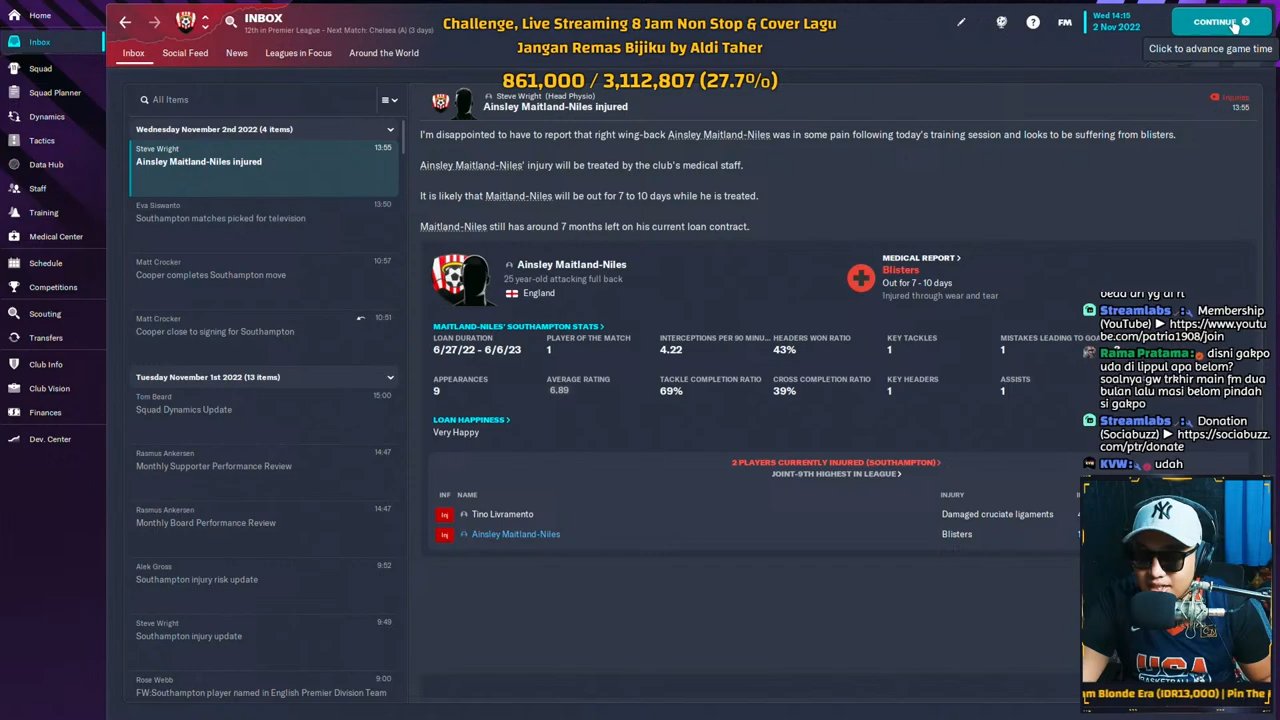 Home
Inbox
Squad
Squad Planner
Dynamics
Tactics
Data Hub
Staff
Training
Medical Center
Schedule
Competitions
Scouting
Transfers
Club Info
Club Vision
Finances
Dev. Center
INBOX
12th in Premier League - Next Match: Chelsea (A) (3 days)
Challenge, Live Streaming 8 Jam Non Stop & Cover Lagu
Jangan Remas Bijiku by Aldi Taher
861,000 / 3,112,807 (27.7%)
FM
Wed 14:15
2 Nov 2022
CONTINUE
Click to advance game time
Inbox
Social Feed
News
Leagues in Focus
Around the World
All Items
Wednesday November 2nd 2022 (4 items)
Steve Wright
13:55
Ainsley Maitland-Niles injured
Eva Siswanto
13:50
Southampton matches picked for television
Matt Crocker
10:57
Cooper completes Southampton move
Matt Crocker
10:51
Cooper close to signing for Southampton
Tuesday November 1st 2022 (13 items)
Tom Beard
15:00
Squad Dynamics Update
Rasmus Ankersen
14:47
Monthly Supporter Performance Review
Rasmus Ankersen
14:47
Monthly Board Performance Review
Alek Gross
9:52
Southampton injury risk update
Steve Wright
9:49
Southampton injury update
Rose Webb
9:00
FW:Southampton player named in English Premier Division Team
Steve Wright (Head Physio)
Ainsley Maitland-Niles injured
Injuries
13:55
I'm disappointed to have to report that right wing-back Ainsley Maitland-Niles was in some pain following today's training session and looks to be suffering from blisters.
Ainsley Maitland-Niles' injury will be treated by the club's medical staff.
It is likely that Maitland-Niles will be out for 7 to 10 days while he is treated.
Maitland-Niles still has around 7 months left on his current loan contract.
Ainsley Maitland-Niles
25 year-old attacking full back
England
MEDICAL REPORT
Blisters
Out for 7 - 10 days
Injured through wear and tear
MAITLAND-NILES' SOUTHAMPTON STATS
LOAN DURATION
6/27/22 - 6/6/23
PLAYER OF THE MATCH
1
INTERCEPTIONS PER 90 MINU...
4.22
HEADERS WON RATIO
43%
KEY TACKLES
1
MISTAKES LEADING TO GO
1
APPEARANCES
9
AVERAGE RATING
6.89
TACKLE COMPLETION RATIO
69%
CROSS COMPLETION RATIO
39%
KEY HEADERS
1
ASSISTS
1
LOAN HAPPINESS
Very Happy
2 PLAYERS CURRENTLY INJURED (SOUTHAMPTON)
JOINT-9TH HIGHEST IN LEAGUE
INF
NAME
INJURY
Inj
Tino Livramento
Damaged cruciate ligaments
Inj
Ainsley Maitland-Niles
Blisters
Streamlabs : Membership
(YouTube) https://www.youtu
be.com/patria1908/join
Rama Pratama: disni gakpo
uda di lippul apa belom?
soalnya gw trkhir main fm dua
bulan lalu masi belom pindah
si gakpo
Streamlabs : Donation
(Sociabuzz) https://sociabuzz.
com/ptr/donate
KVW: udah
USA
BASKETBALL
m Blonde Era (IDR13,000) | Pin The